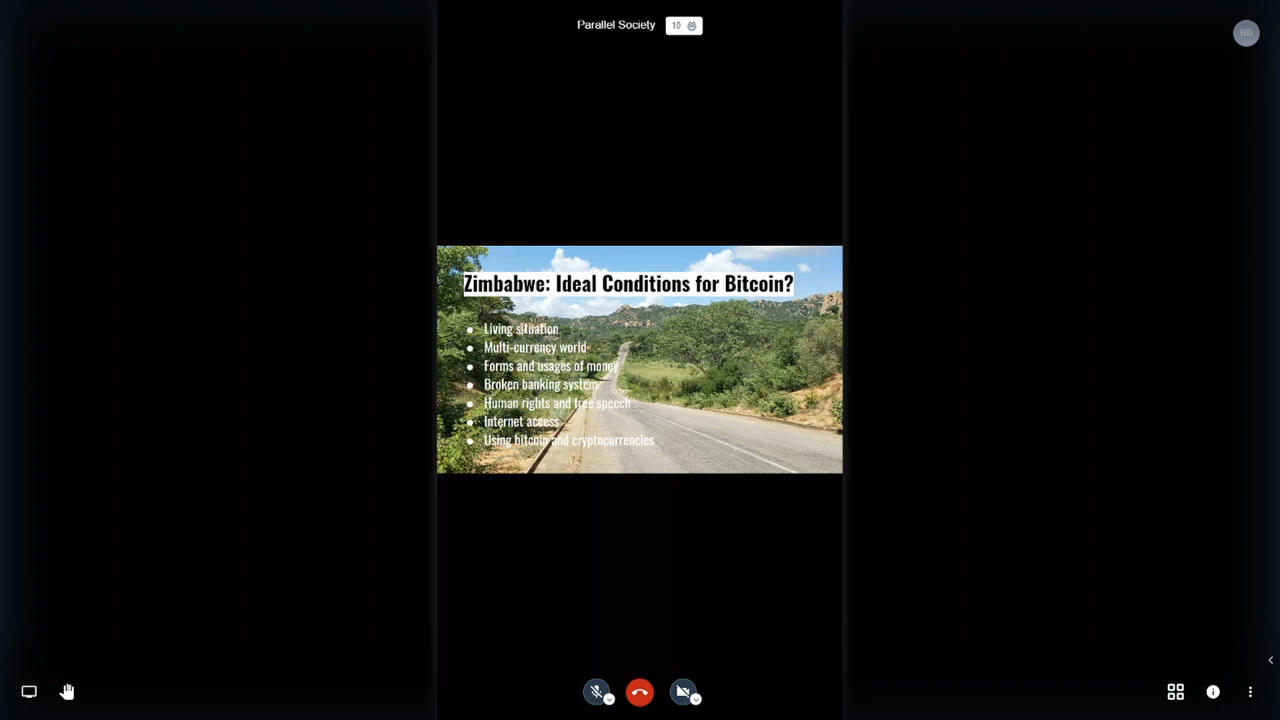 Parallel Society 10
HD
Zimbabwe: Ideal Conditions for Bitcoin?
● Living situation
● Multi-currency world
● Forms and usages of money
● Broken banking system
● Human rights and free speech
● Internet access
● Using bitcoin and cryptocurrencies